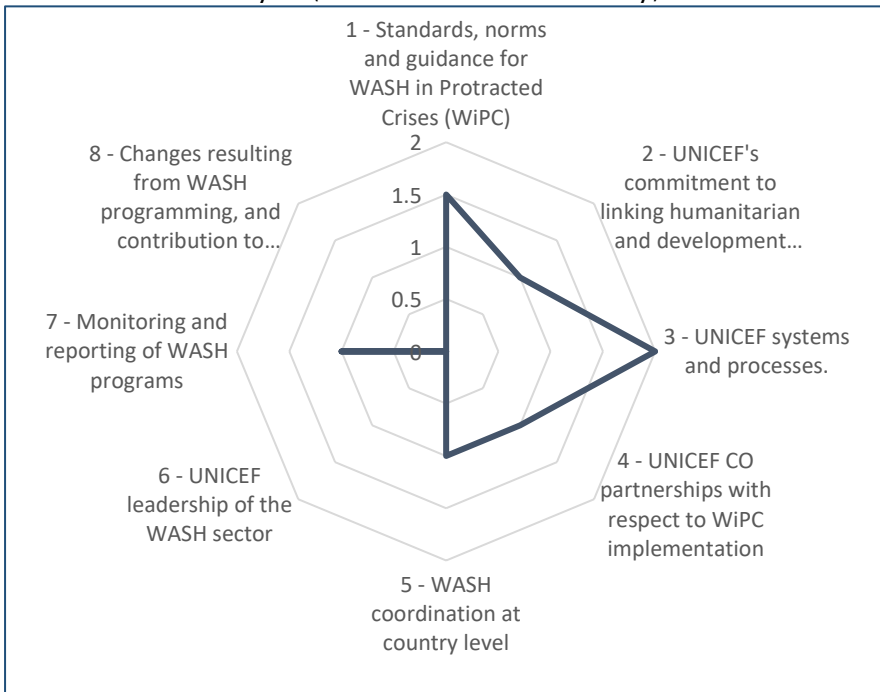 1 - Standards, norms
and guidance for
WASH in Protracted
Crises (WiPC)
2 - UNICEF's
commitment to
linking humanitarian
and development…
3 - UNICEF systems
and processes.
4 - UNICEF CO
partnerships with
respect to WiPC
implementation
5 - WASH
coordination at
country level
6 - UNICEF
leadership of the
WASH sector
7 - Monitoring and
reporting of WASH
programs
8 - Changes resulting
from WASH
programming, and
contribution to…
2
1.5
1
0.5
0